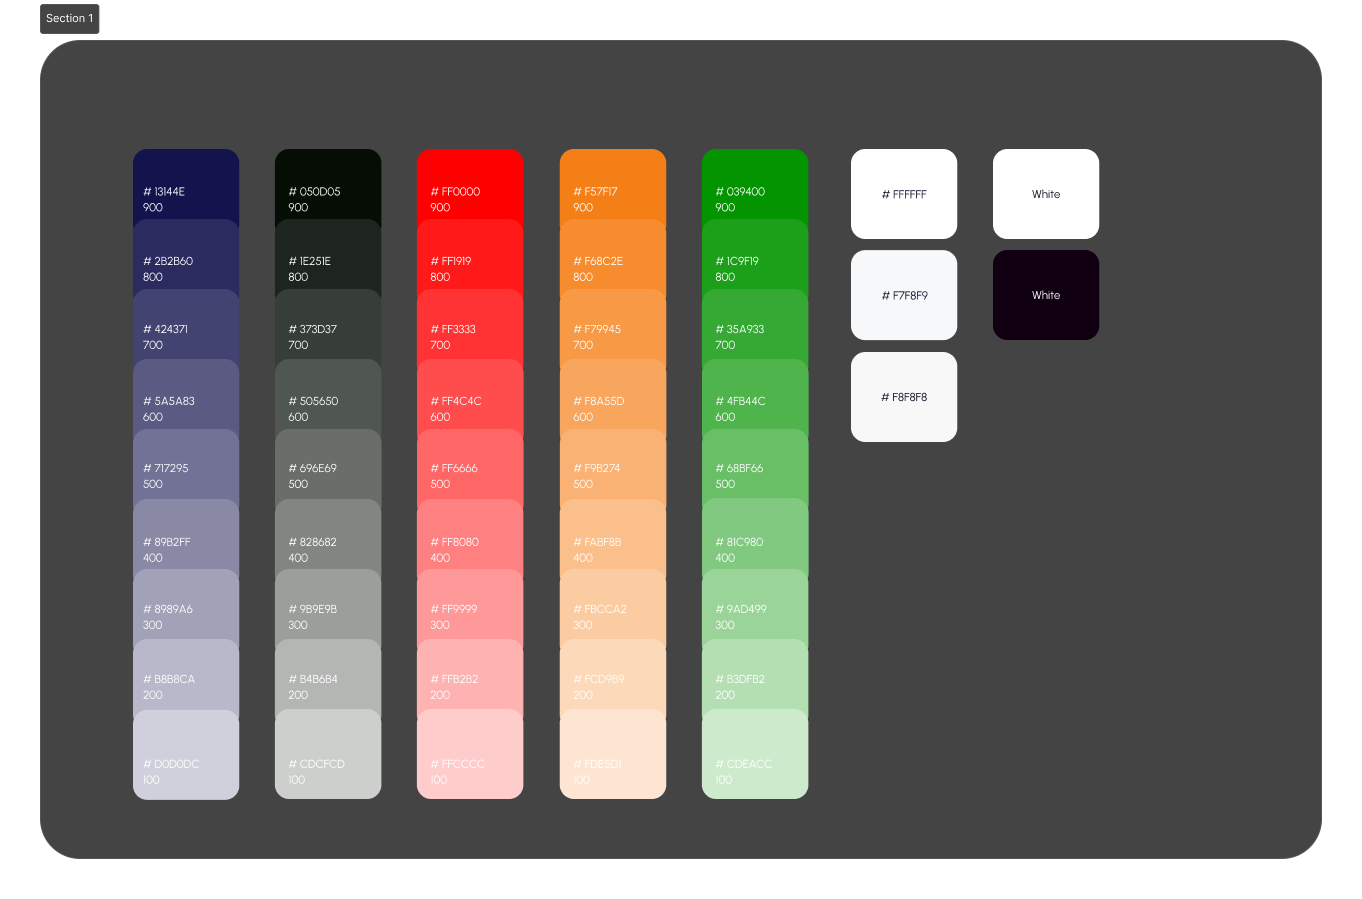 Section 1
# 13144E
900
# 2B2B60
800
# 424371
700
# 5A5A83
600
# 717295
500
# 89B2FF
400
# 8989A6
300
# B8B8CA
200
# D0D0DC
100
# 050D05
900
# 1E251E
800
# 373D37
700
# 505650
600
# 696E69
500
# 828682
400
# 9B9E9B
300
# B4B6B4
200
# CDCFCD
100
# FF0000
900
# FF1919
800
# FF3333
700
# FF4C4C
600
# FF6666
500
# FF8080
400
# FF9999
300
# FFB2B2
200
# FFCCCC
100
# F57F17
900
# F68C2E
800
# F79945
700
# F8A55D
600
# F9B274
500
# FABF8B
400
# FBCCA2
300
# FCD9B9
200
# FDE5D1
100
# 039400
900
# 1C9F19
800
# 35A933
700
# 4FB44C
600
# 68BF66
500
# 81C980
400
# 9AD499
300
# B3DFB2
200
# CDEACC
100
# FFFFFF
# F7F8F9
# F8F8F8
White
White